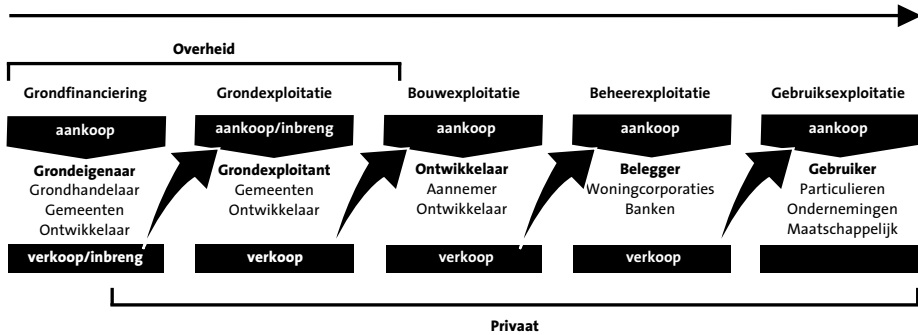 Overheid
Grondfinanciering
aankoop
Grondeigenaar
Grondhandelaar
Gemeenten
Ontwikkelaar
verkoop/inbreng
Grondexploitatie
aankoop/inbreng
Grondexploitant
Gemeenten
Ontwikkelaar
verkoop
Bouwexploitatie
aankoop
Ontwikkelaar
Aannemer
Ontwikkelaar
verkoop
Beheerexploitatie
aankoop
Belegger
Woningcorporaties
Banken
verkoop
Gebruiksexploitatie
aankoop
Gebruiker
Particulieren
Ondernemingen
Maatschappelijk
Privaat